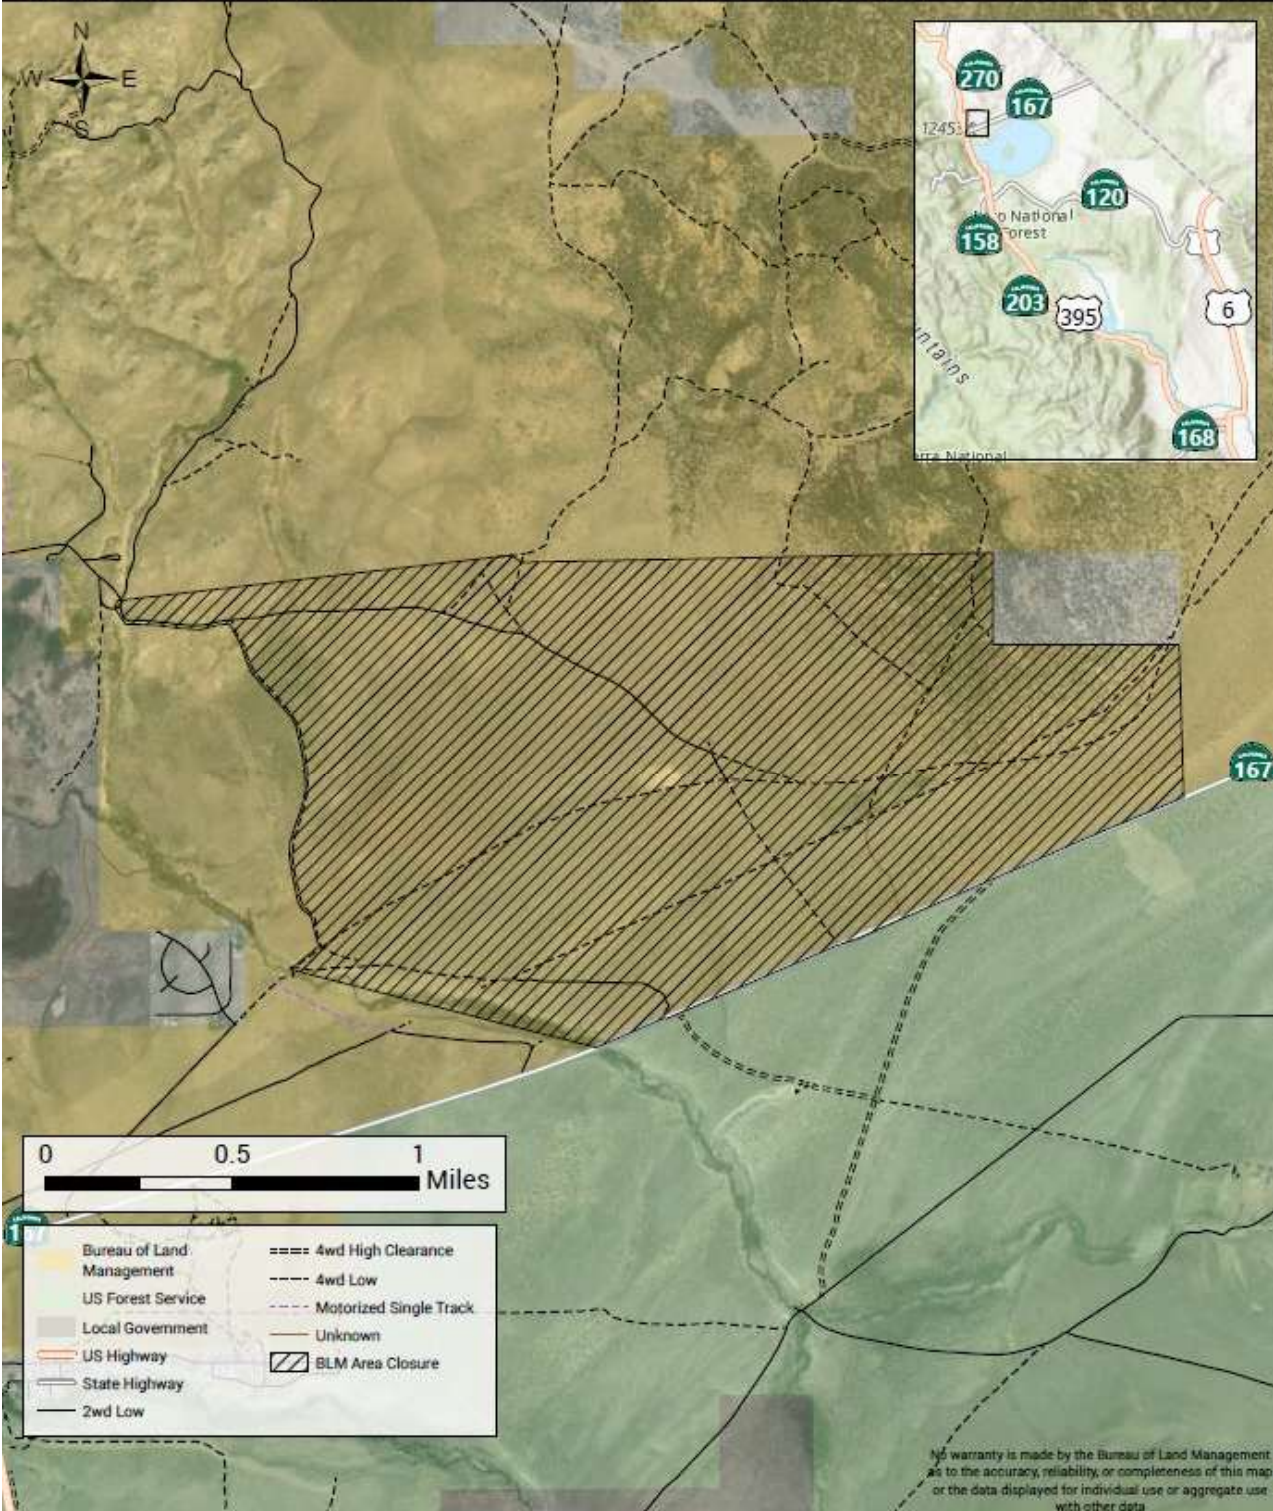 N
W E
S
270
167
1245
120
National
Forest
158
203
395
6
ntains
168
rra National
167
0 0.5 1
Miles
167
Bureau of Land
Management
US Forest Service
Local Government
US Highway
State Highway
2wd Low
4wd High Clearance
4wd Low
Motorized Single Track
Unknown
BLM Area Closure
No warranty is made by the Bureau of Land Management
as to the accuracy, reliability, or completeness of this map
or the data displayed for individual use or aggregate use
with other data